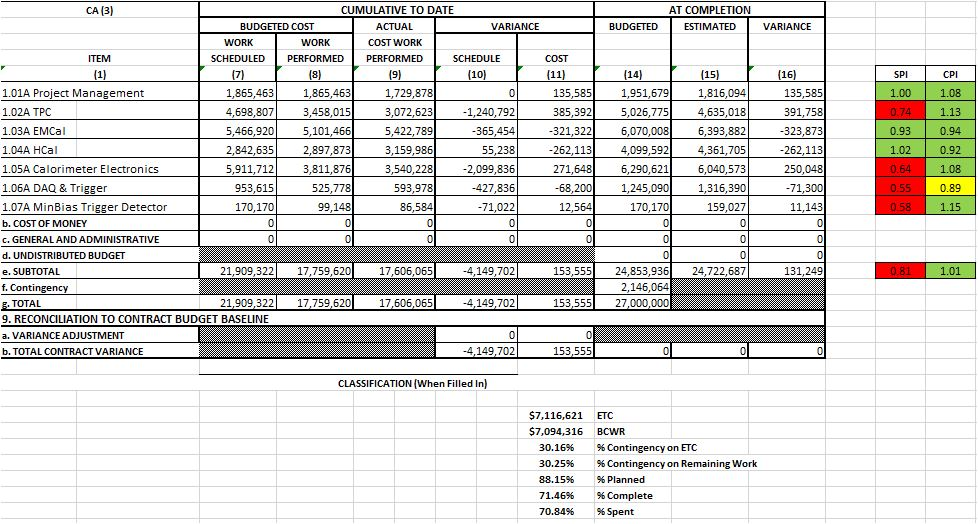 CA (3) CUMULATIVE TO DATE AT COMPLETION
BUDGETED COST ACTUAL VARIANCE BUDGETED ESTIMATED VARIANCE
WORK WORK COST WORK
ITEM SCHEDULED PERFORMED PERFORMED SCHEDULE COST
(1) (7) (8) (9) (10) (11) (14) (15) (16) SPI CPI
1.01A Project Management 1,865,463 1,865,463 1,729,878 0 135,585 1,951,679 1,816,094 135,585 1.00 1.08
1.02A TPC 4,698,807 3,458,015 3,072,623 -1,240,792 385,392 5,026,775 4,635,018 391,758 0.74 1.13
1.03A EMCal 5,466,920 5,101,466 5,422,789 -365,454 -321,322 6,070,008 6,393,882 -323,873 0.93 0.94
1.04A HCal 2,842,635 2,897,873 3,159,986 55,238 -262,113 4,099,592 4,361,705 -262,113 1.02 0.92
1.05A Calorimeter Electronics 5,911,712 3,811,876 3,540,228 -2,099,836 271,648 6,290,621 6,040,573 250,048 0.64 1.08
1.06A DAQ & Trigger 953,615 525,778 593,978 -427,836 -68,200 1,245,090 1,316,390 -71,300 0.55 0.89
1.07A MinBias Trigger Detector 170,170 99,148 86,584 -71,022 12,564 170,170 159,027 11,143 0.58 1.15
b. COST OF MONEY 0 0 0 0 0 0 0 0
c. GENERAL AND ADMINISTRATIVE 0 0 0 0 0 0 0 0
d. UNDISTRIBUTED BUDGET 0 0 0
e. SUBTOTAL 21,909,322 17,759,620 17,606,065 -4,149,702 153,555 24,853,936 24,722,687 131,249 0.81 1.01
f. Contingency 2,146,064
g. TOTAL 21,909,322 17,759,620 17,606,065 -4,149,702 153,555 27,000,000
9. RECONCILIATION TO CONTRACT BUDGET BASELINE
a. VARIANCE ADJUSTMENT 0 0
b. TOTAL CONTRACT VARIANCE -4,149,702 153,555 0 0 0
CLASSIFICATION (When Filled In)
$7,116,621 ETC
$7,094,316 BCWR
30.16% % Contingency on ETC
30.25% % Contingency on Remaining Work
88.15% % Planned
71.46% % Complete
70.84% % Spent